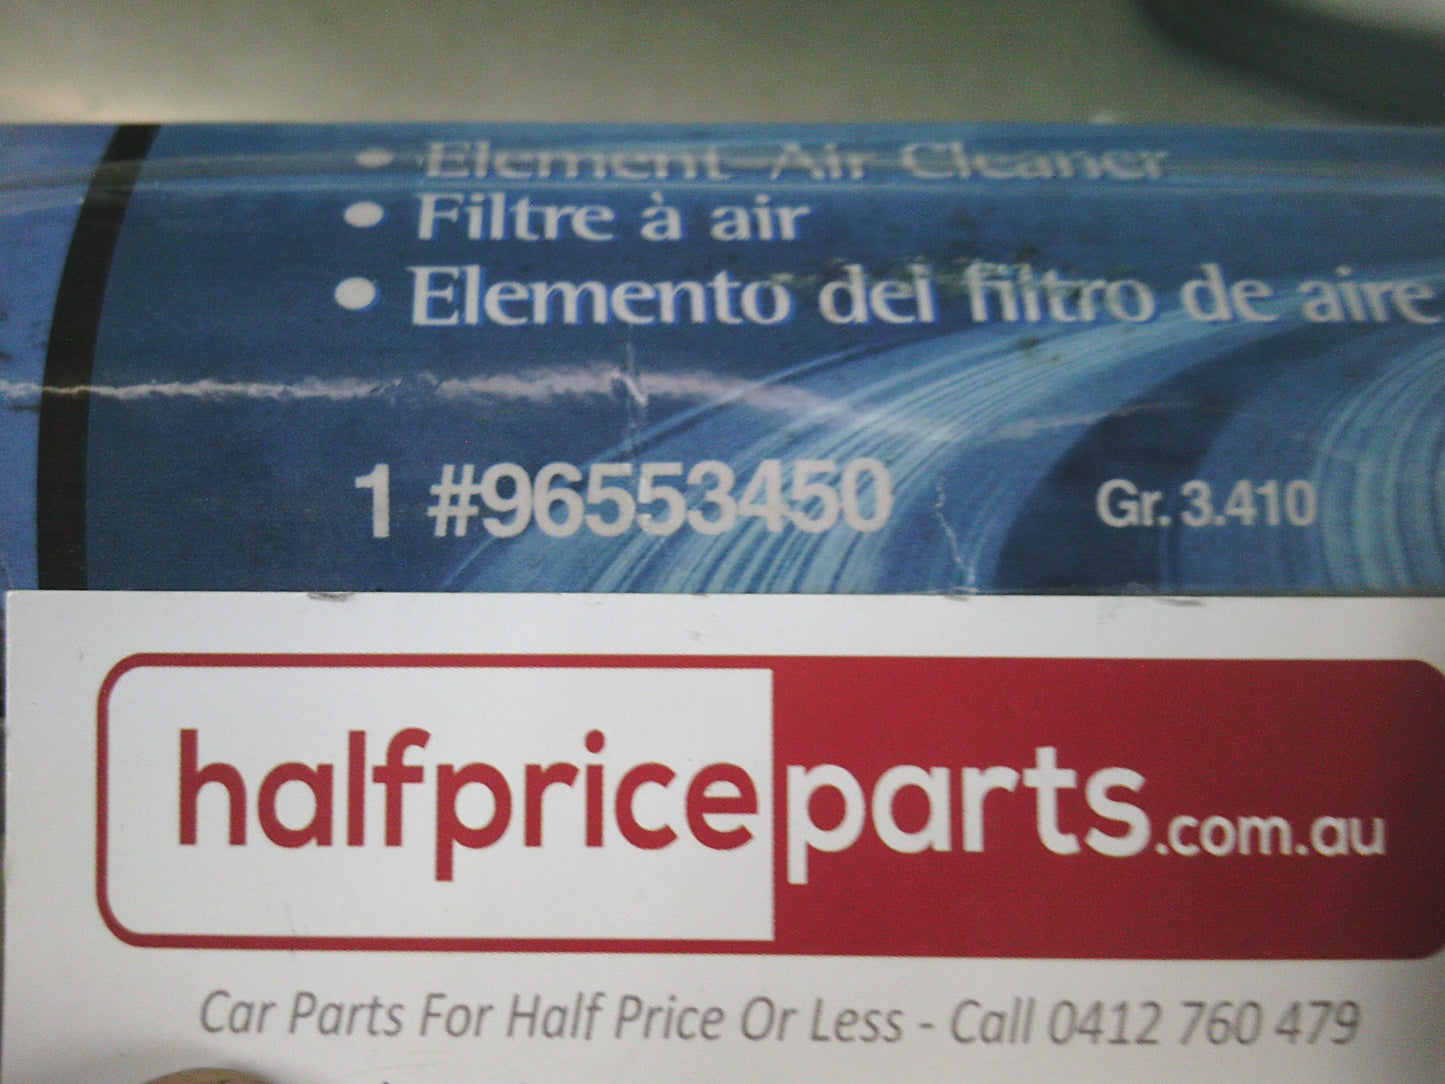 • Element-Air Cleaner
• Filtre à air
• Elemento del filtro de aire
1 #96553450 Gr. 3.410
halfpriceparts.com.au
Car Parts For Half Price Or Less - Call 0412 760 479